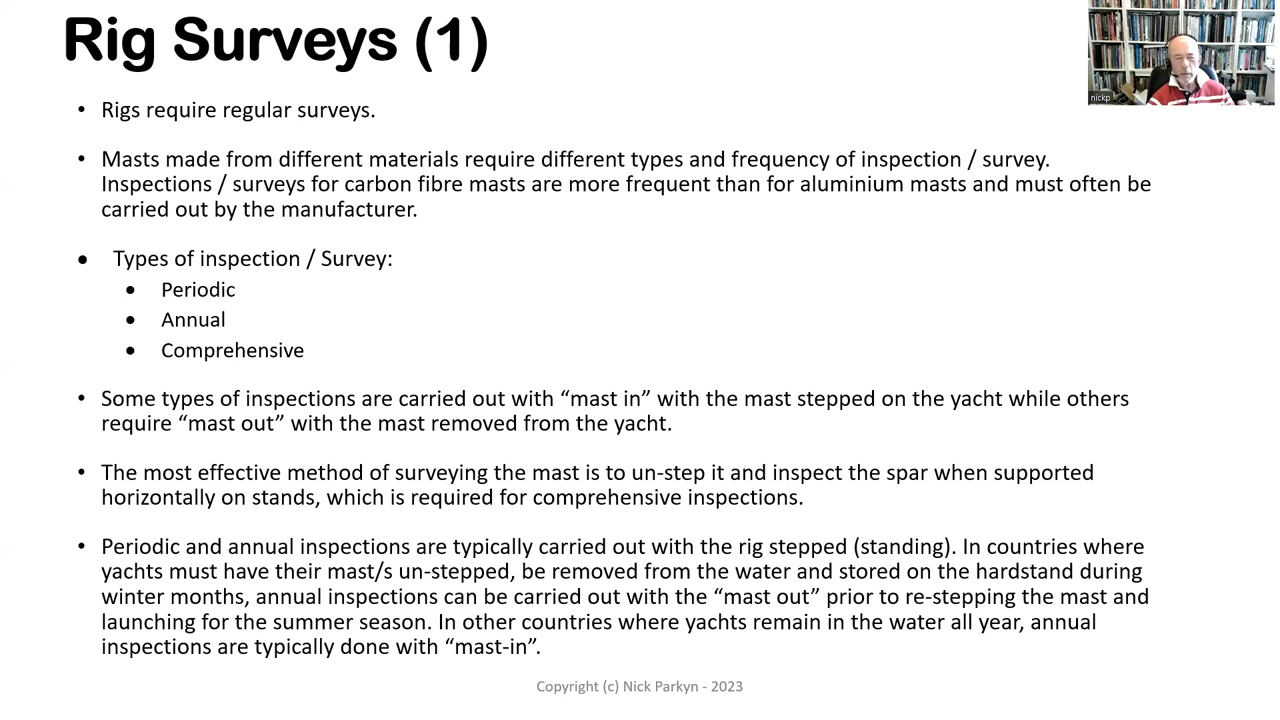 Rig Surveys (1)
nickp
• Rigs require regular surveys.
• Masts made from different materials require different types and frequency of inspection / survey.
Inspections / surveys for carbon fibre masts are more frequent than for aluminium masts and must often be
carried out by the manufacturer.
• Types of inspection / Survey:
• Periodic
• Annual
• Comprehensive
• Some types of inspections are carried out with “mast in” with the mast stepped on the yacht while others
require “mast out” with the mast removed from the yacht.
• The most effective method of surveying the mast is to un-step it and inspect the spar when supported
horizontally on stands, which is required for comprehensive inspections.
• Periodic and annual inspections are typically carried out with the rig stepped (standing). In countries where
yachts must have their mast/s un-stepped, be removed from the water and stored on the hardstand during
winter months, annual inspections can be carried out with the “mast out” prior to re-stepping the mast and
launching for the summer season. In other countries where yachts remain in the water all year, annual
inspections are typically done with “mast-in”.
Copyright (c) Nick Parkyn - 2023